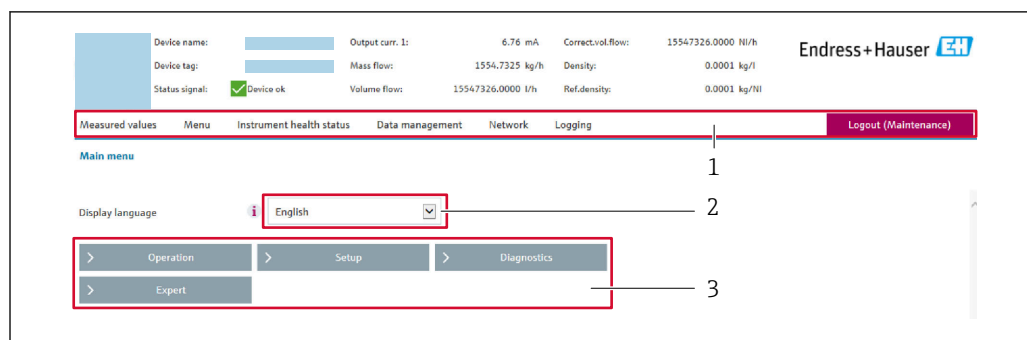 Device name: Output curr. 1: 6.76 mA Correct.vol.flow: 15547326.0000 Nl/h
Endress+Hauser EH
Device tag: Mass flow: 1554.7325 kg/h Density: 0.0001 kg/l
Status signal: Device ok Volume flow: 15547326.0000 l/h Ref.density: 0.0001 kg/Nl
Measured values Menu Instrument health status Data management Network Logging Logout (Maintenance)
1
Main menu
Display language i English 2
> Operation > Setup > Diagnostics
> Expert 3